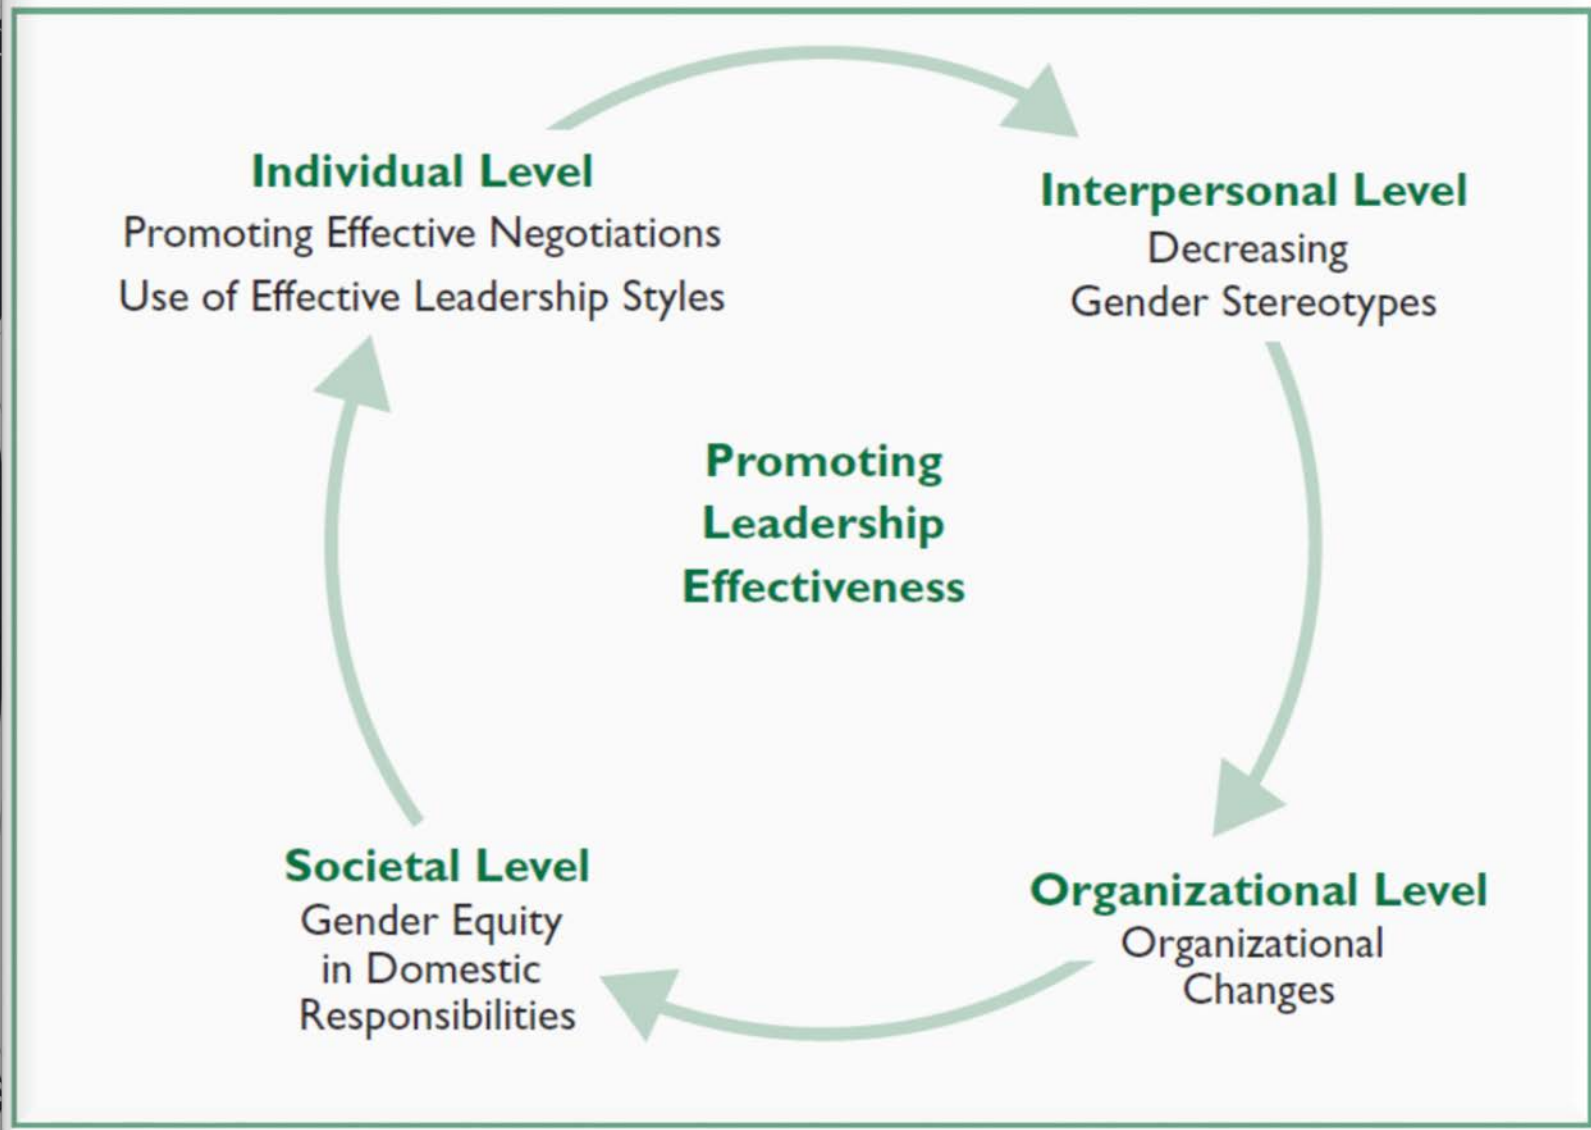 Individual Level
Promoting Effective Negotiations
Use of Effective Leadership Styles
Interpersonal Level
Decreasing
Gender Stereotypes
Promoting
Leadership
Effectiveness
Societal Level
Gender Equity
in Domestic
Responsibilities
Organizational Level
Organizational
Changes